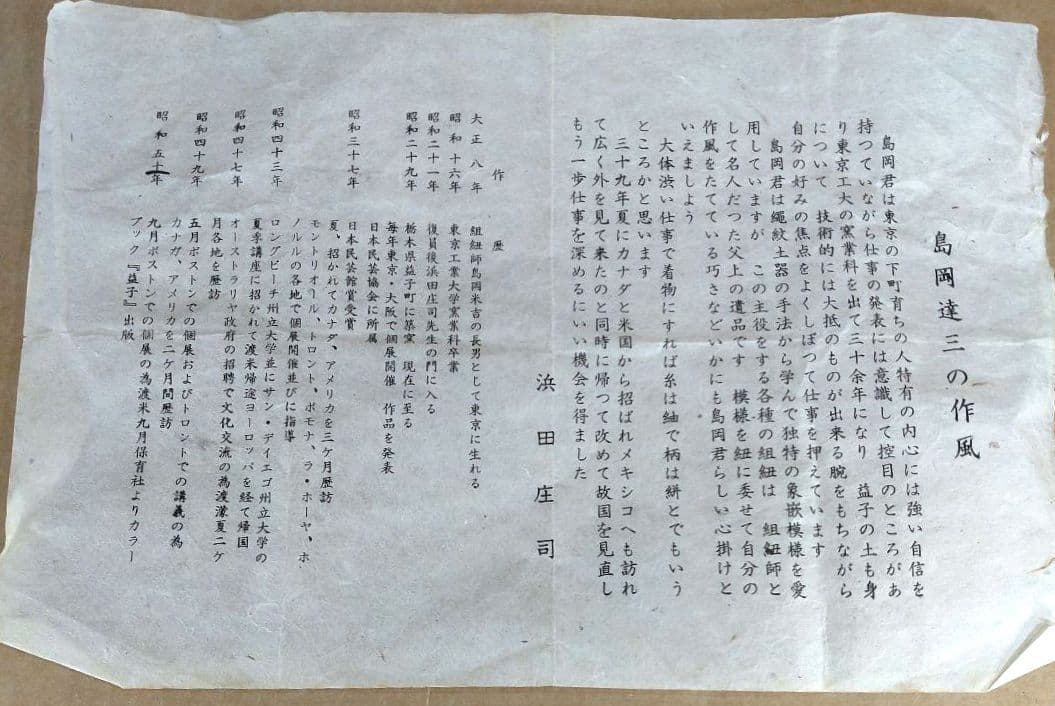 島岡達三の作風
島岡君は東京の下町育ちの人特有の内心には強い自信を
持つていながら仕事の発表には意識して控目のところがあ
り東京工大の窯業科を出て三十余年になり 益子の土も身
について 技術的には大抵のものが出来る腕をもちながら
自分の好みの焦点をよくしぼつて仕事を押えています
島岡君は縄紋土器の手法から学んで独特の象嵌模様を愛
用していますが この主役をする各種の組紐は 組紐師と
して名人だつた父上の遺品です 模様を紐に委せて自分の
作風をたてている巧さなどいかにも島岡君らしい心掛けと
いえましよう
大体渋い仕事で着物にすれば糸は紬で柄は絣とでもいう
ところかと思います
三十九年夏にカナダと米国から招ばれメキシコへも訪れ
て広く外を見て来たのと同時に帰つて改めて故国を見直し
もう一歩仕事を深めるにいい機会を得ました
浜田庄司
作歴
大正八年 組紐師島岡米吉の長男として東京に生れる
昭和十六年 東京工業大学窯業科卒業
昭和二十一年 復員後浜田庄司先生の門に入る
昭和二十九年 栃木県益子町に築窯 現在に至る
毎年東京・大阪で個展開催 作品を発表
日本民芸協会に所属
昭和三十七年 日本民芸館賞受賞
夏、招かれてカナダ、アメリカを三ケ月歴訪
モントリオール、トロント、ポモナ、ラ・ホーヤ、ホ
ノルルの各地で個展開催並びに指導
昭和四十三年 ロングビーチ州立大学並にサン・デイエゴ州立大学の
夏季講座に招かれて渡米帰途ヨーロッパを経て帰国
昭和四十七年 オーストラリヤ政府の招聘で文化交流の為渡濠夏二ケ
月各地を歴訪
昭和四十九年 五月ボストンでの個展およびトロントでの講義の為
カナダ、アメリカを二ケ月間歴訪
昭和五十年 九月ボストンでの個展の為渡米九月保育社よりカラー
ブック『益子』出版